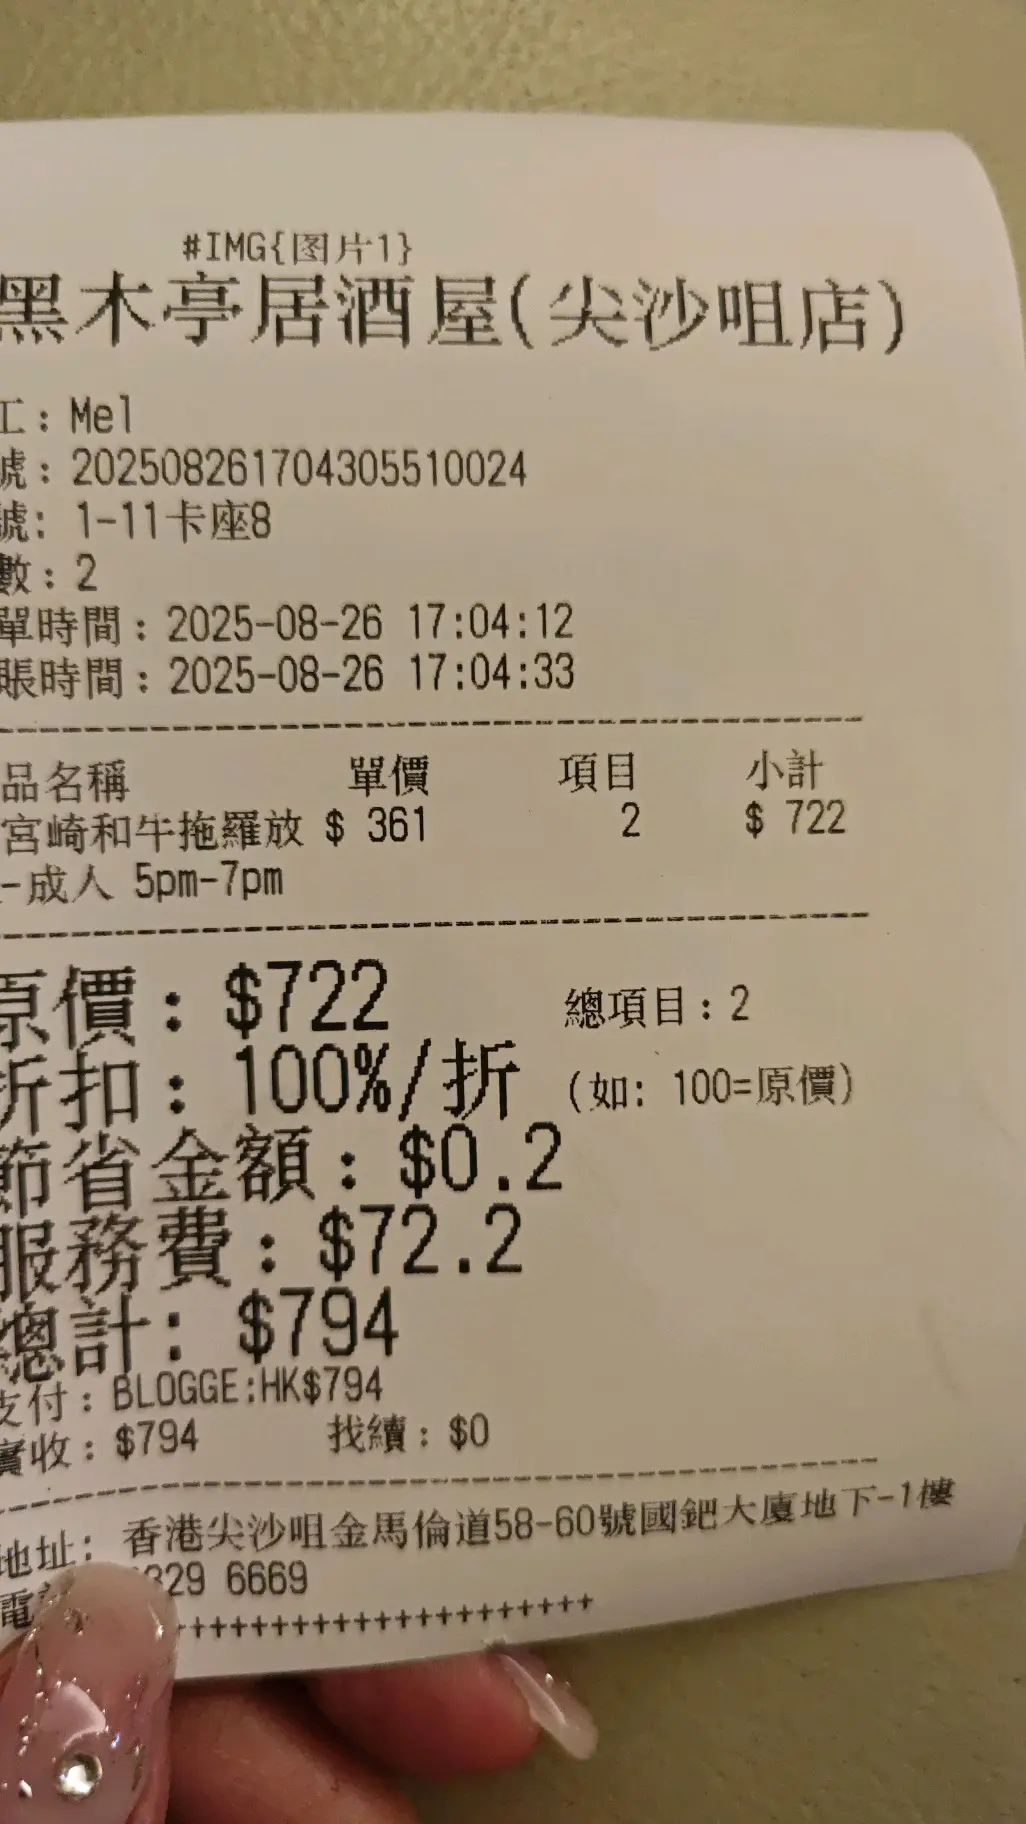 #IMG{图片1}
黑木亭居酒屋(尖沙咀店)
工：Mel
號：202508261704305510024
號: 1-11卡座8
數：2
單時間：2025-08-26 17:04:12
賬時間：2025-08-26 17:04:33
品名稱 單價 項目 小計
宮崎和牛拖羅放 $ 361 2 $ 722
-成人 5pm-7pm
原價：$722 總項目：2
折扣：100%/折 (如: 100=原價)
節省金額：$0.2
服務費：$72.2
總計: $794
支付：BLOGGE:HK$794
實收：$794 找續：$0
地址: 香港尖沙咀金馬倫道58-60號國鈀大廈地下-1樓
電 329 6669
+++++++++++++++++++++